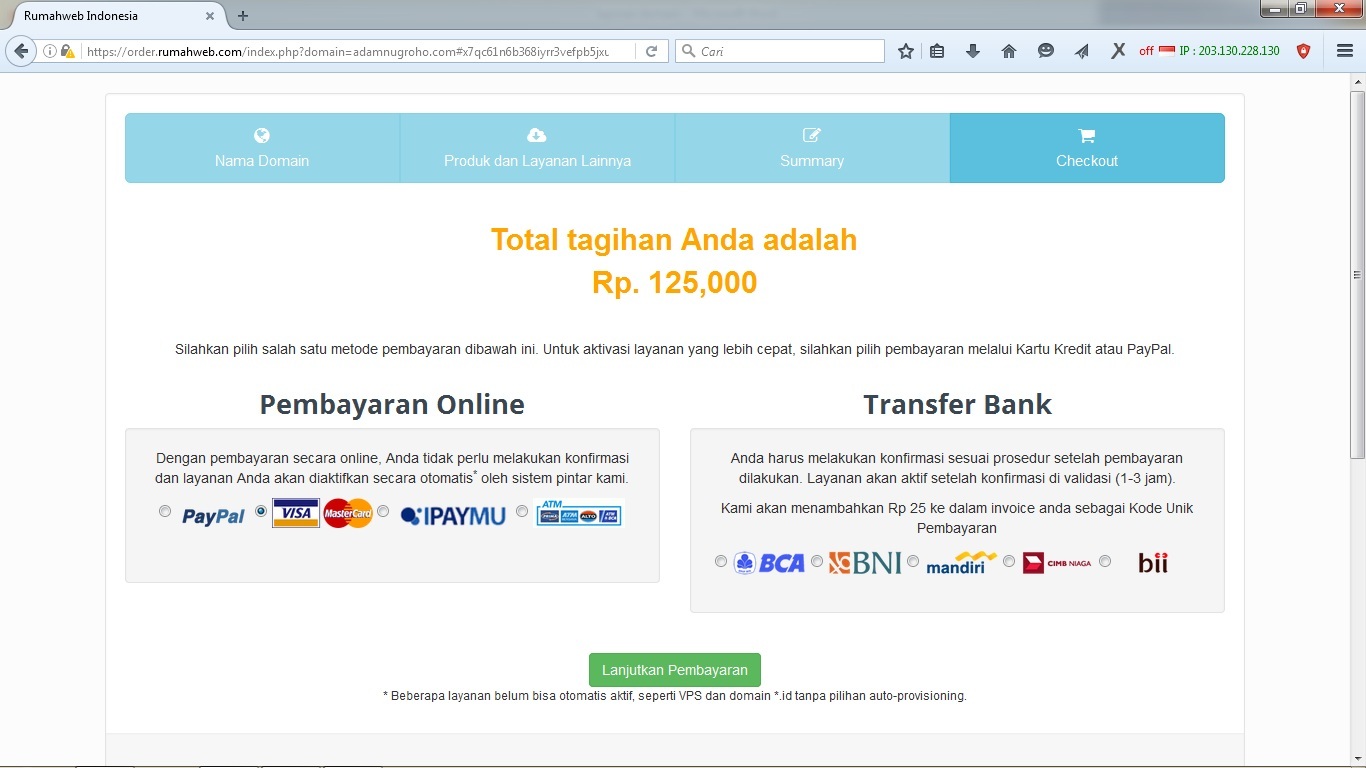 Rumahweb Indonesia
https://order.rumahweb.com/index.php?domain=adamnugroho.com#x7qc61n6b368iyrr3vefpb5jxu
Cari
off IP : 203.130.228.130
Nama Domain
Produk dan Layanan Lainnya
Summary
Checkout
Total tagihan Anda adalah
Rp. 125,000
Silahkan pilih salah satu metode pembayaran dibawah ini. Untuk aktivasi layanan yang lebih cepat, silahkan pilih pembayaran melalui Kartu Kredit atau PayPal.
Pembayaran Online
Dengan pembayaran secara online, Anda tidak perlu melakukan konfirmasi
dan layanan Anda akan diaktifkan secara otomatis* oleh sistem pintar kami.
PayPal VISA MasterCard IPAYMU ATM
Transfer Bank
Anda harus melakukan konfirmasi sesuai prosedur setelah pembayaran
dilakukan. Layanan akan aktif setelah konfirmasi di validasi (1-3 jam).
Kami akan menambahkan Rp 25 ke dalam invoice anda sebagai Kode Unik
Pembayaran
BCA BNI mandiri CIMB NIAGA bii
Lanjutkan Pembayaran
* Beberapa layanan belum bisa otomatis aktif, seperti VPS dan domain *.id tanpa pilihan auto-provisioning.